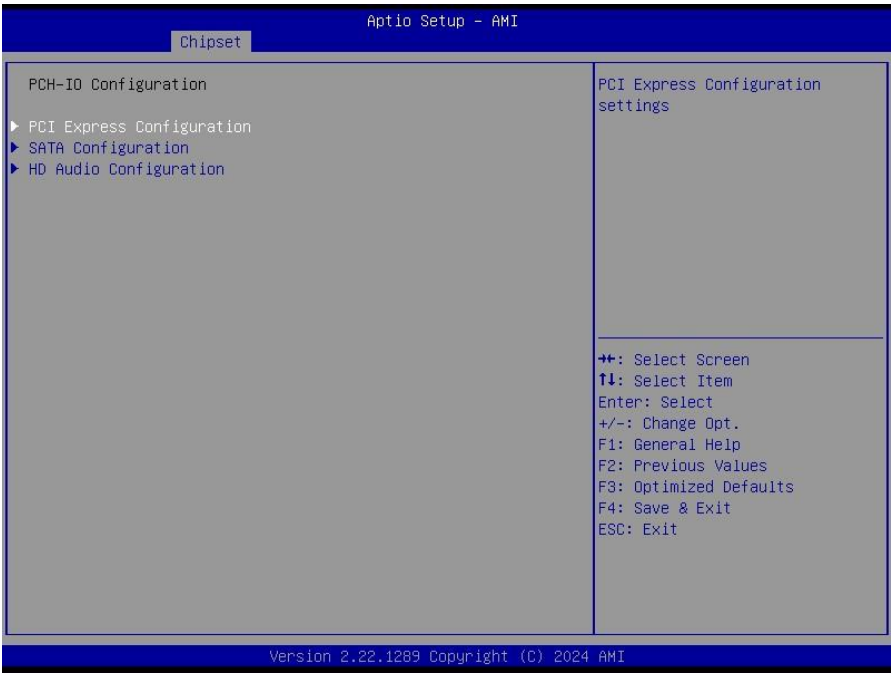 Aptio Setup - AMI
Chipset
PCH-IO Configuration
PCI Express Configuration
SATA Configuration
HD Audio Configuration
PCI Express Configuration
settings
→←: Select Screen
↑↓: Select Item
Enter: Select
+/-: Change Opt.
F1: General Help
F2: Previous Values
F3: Optimized Defaults
F4: Save & Exit
ESC: Exit
Version 2.22.1289 Copyright (C) 2024 AMI